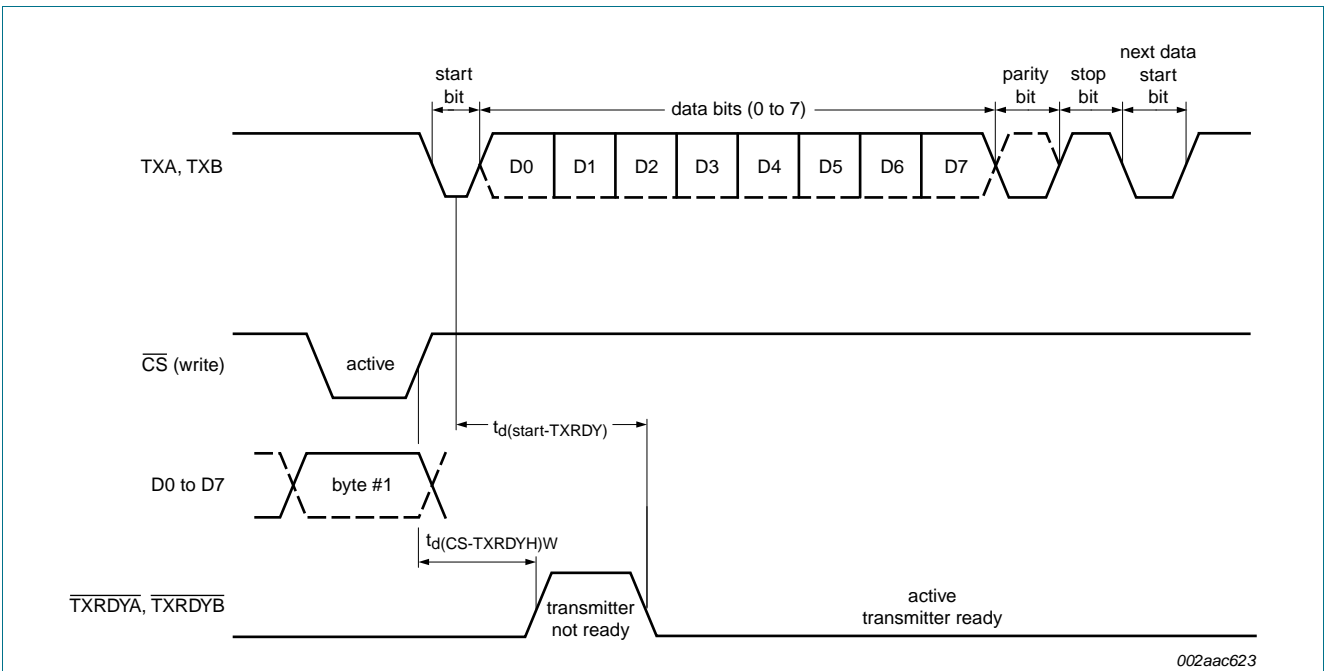 start
bit
data bits (0 to 7)
parity
bit
stop
bit
next data
start
bit
TXA, TXB
D0
D1
D2
D3
D4
D5
D6
D7
CS (write)
active
td(start-TXRDY)
D0 to D7
byte #1
td(CS-TXRDYH)W
TXRDYA, TXRDYB
transmitter
not ready
active
transmitter ready
002aac623